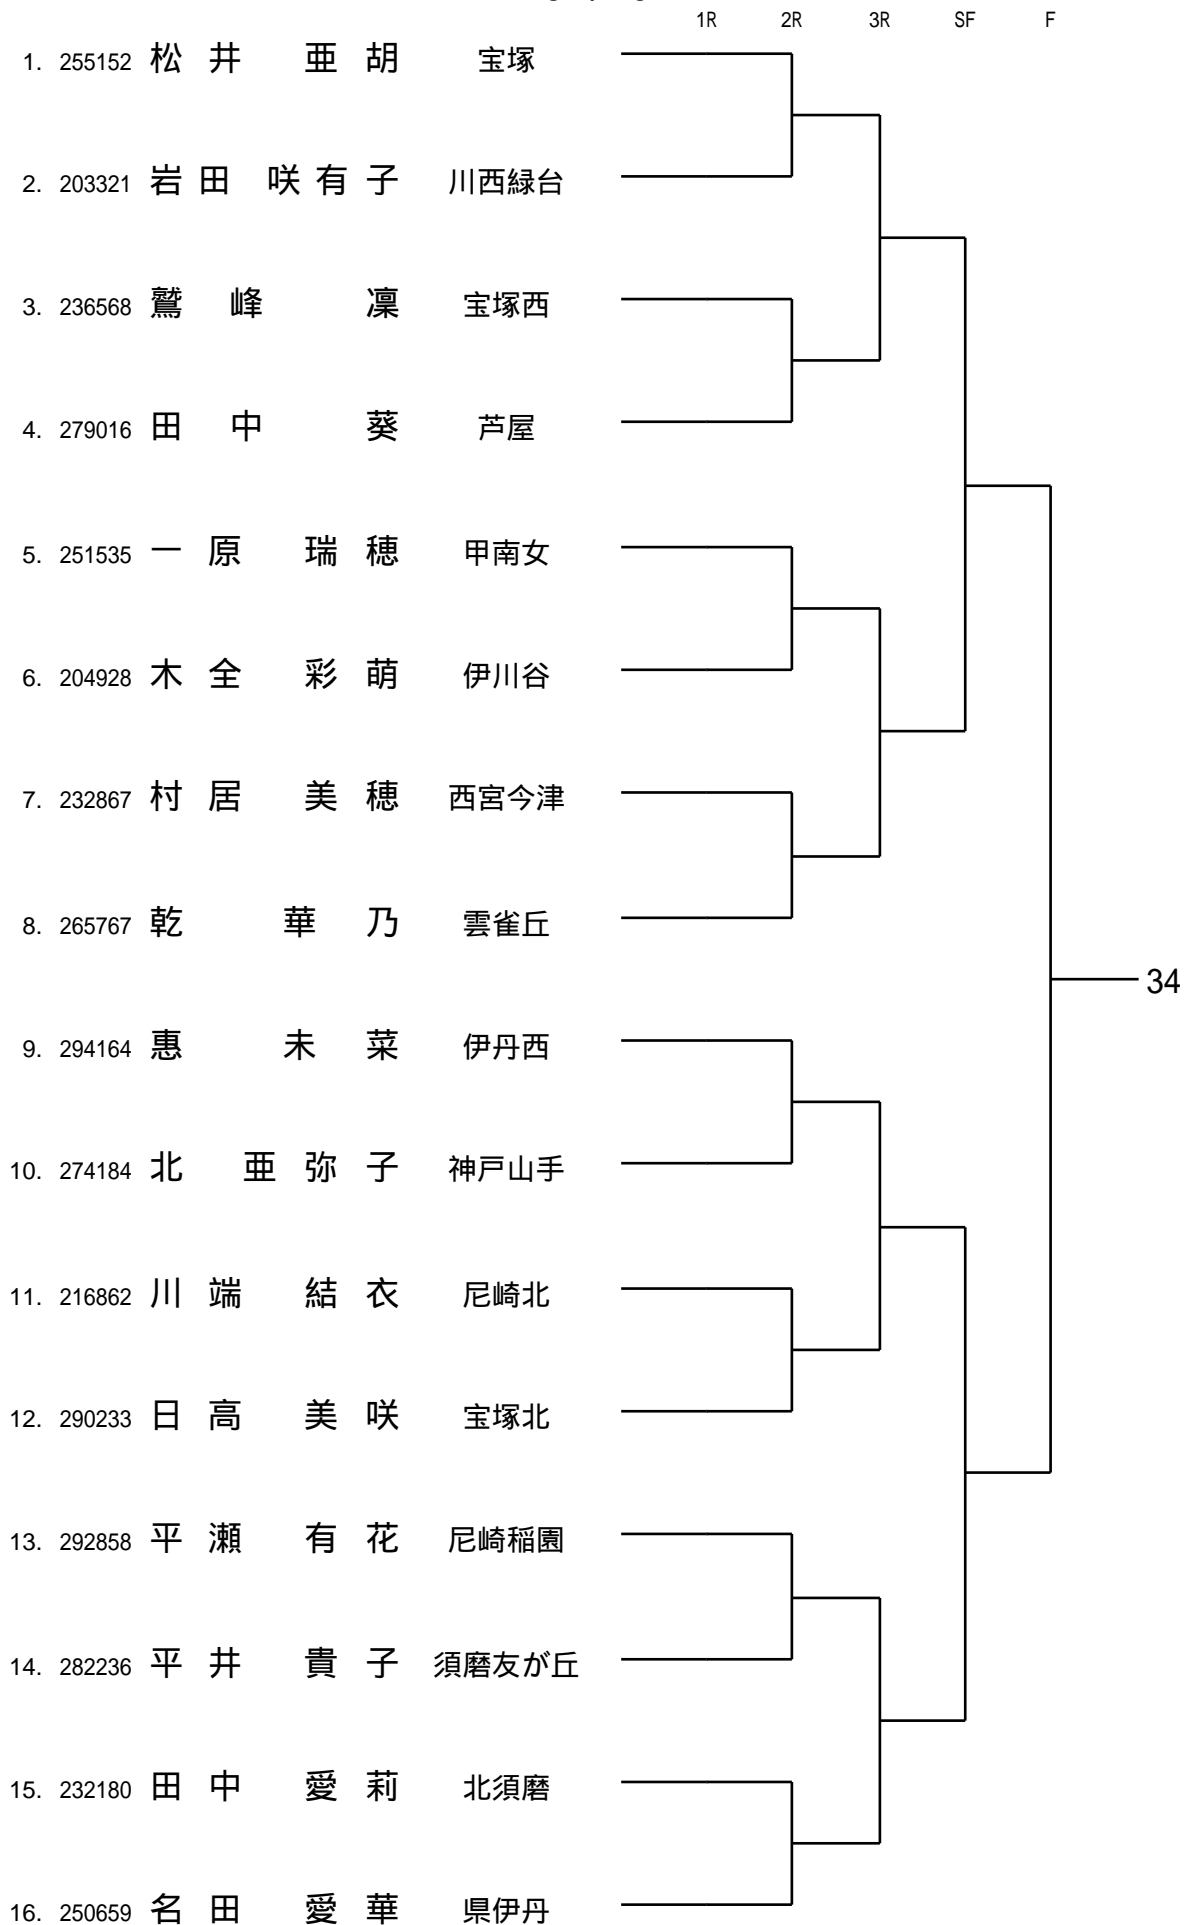 1R 2R 3R SF F
1. 255152 松井 亜胡 宝塚
2. 203321 岩田 咲有子 川西緑台
3. 236568 鷲峰 凜 宝塚西
4. 279016 田中 葵 芦屋
5. 251535 一原 瑞穂 甲南女
6. 204928 木全 彩萌 伊川谷
7. 232867 村居 美穂 西宮今津
8. 265767 乾 華乃 雲雀丘
34
9. 294164 惠 未菜 伊丹西
10. 274184 北 亜弥子 神戸山手
11. 216862 川端 結衣 尼崎北
12. 290233 日高 美咲 宝塚北
13. 292858 平瀬 有花 尼崎稲園
14. 282236 平井 貴子 須磨友が丘
15. 232180 田中 愛莉 北須磨
16. 250659 名田 愛華 県伊丹